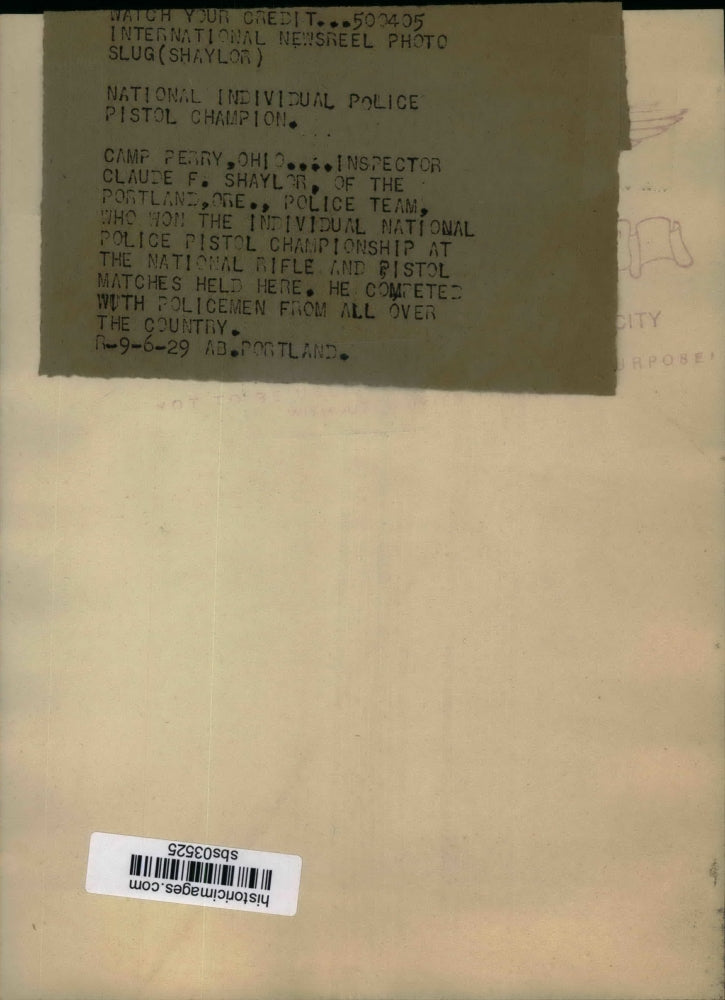 WATCH YOUR CREDIT...500405
INTERNATIONAL NEWSREEL PHOTO
SLUG(SHAYLOR)
NATIONAL INDIVIDUAL POLICE
PISTOL CHAMPION.
CAMP PERRY,OHIO.....INSPECTOR
CLAUDE F. SHAYLOR, OF THE
PORTLAND,ORE., POLICE TEAM,
WHO WON THE INDIVIDUAL NATIONAL
POLICE PISTOL CHAMPIONSHIP AT
THE NATIONAL RIFLE AND PISTOL
MATCHES HELD HERE. HE COMPETED
WUTH POLICEMEN FROM ALL OVER
THE COUNTRY.
R-9-6-29 AB.PORTLAND.
CITY
URPOSE
historicimages.com
sbs03525